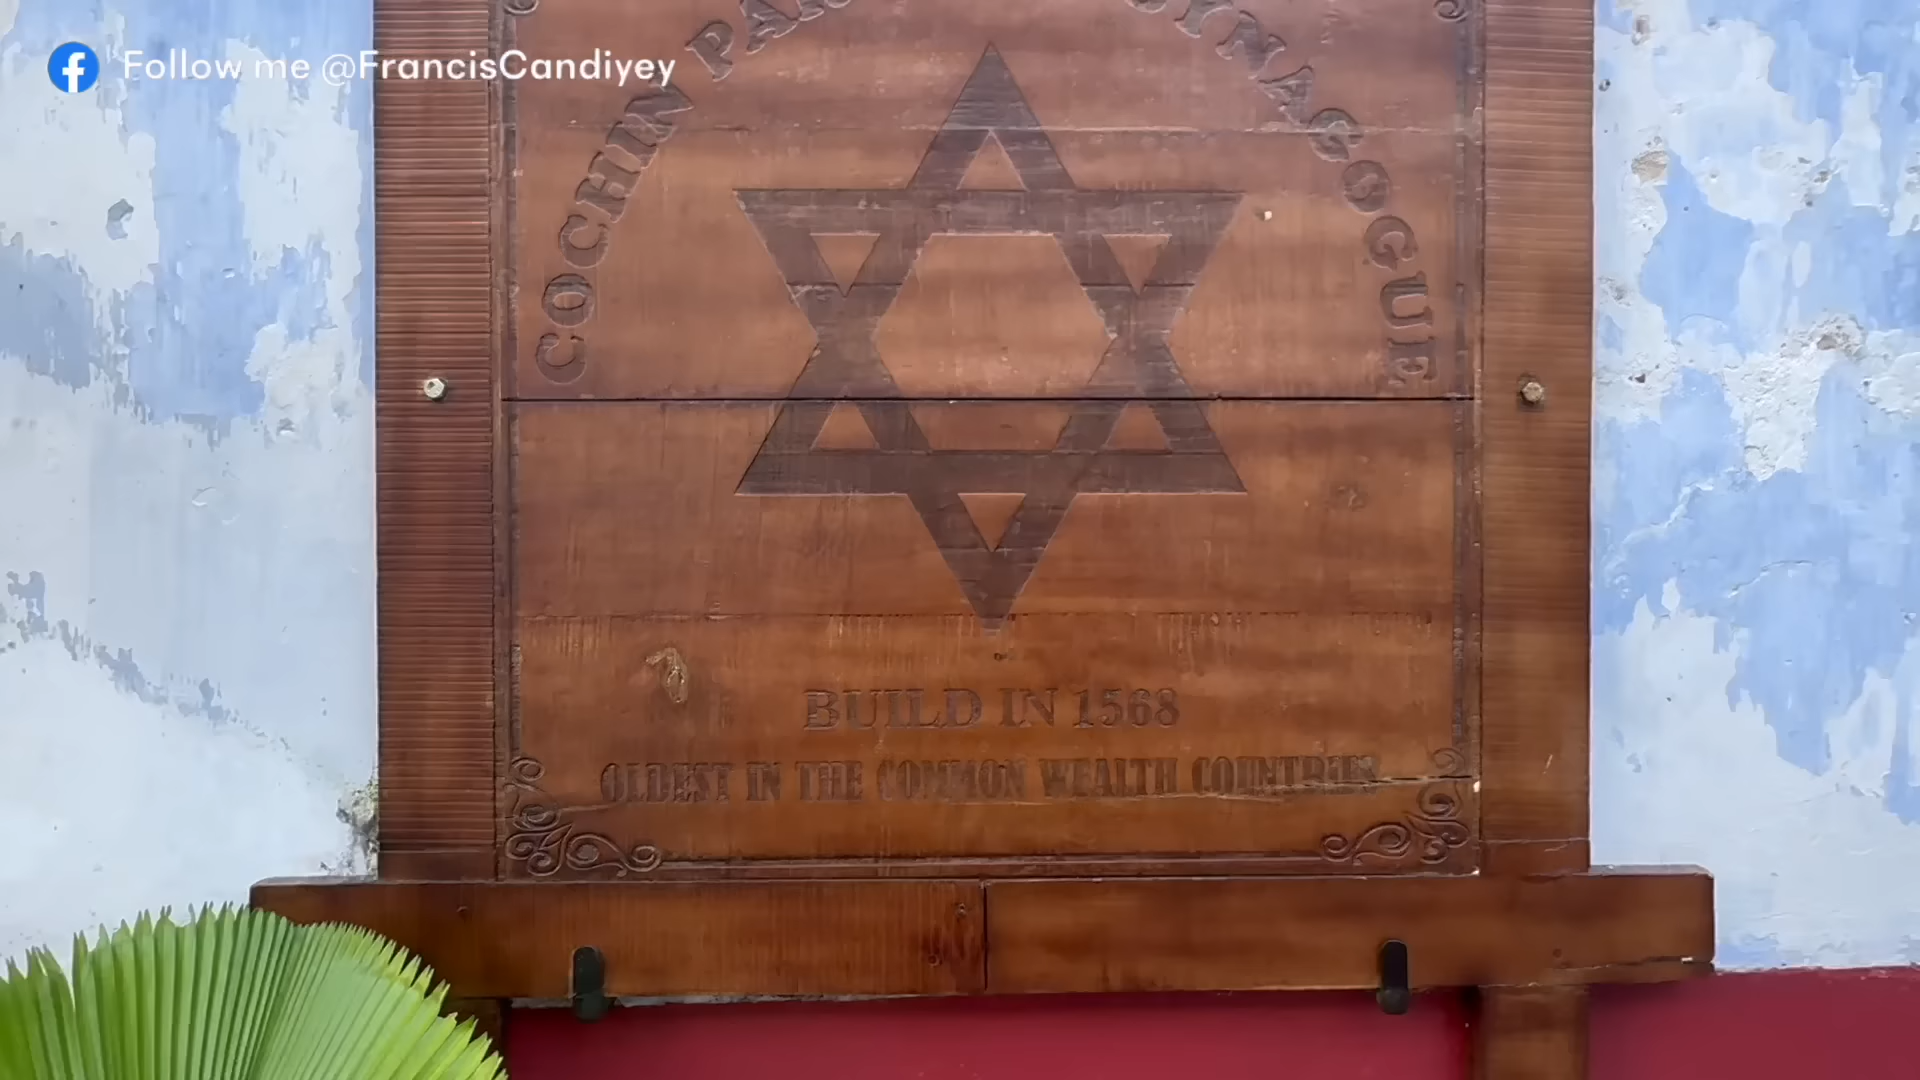 Follow me @FrancisCandiyey
COCHIN SYNAGOGUE
BUILD IN 1568
OLDEST IN THE COMMON WEALTH COUNTRIES